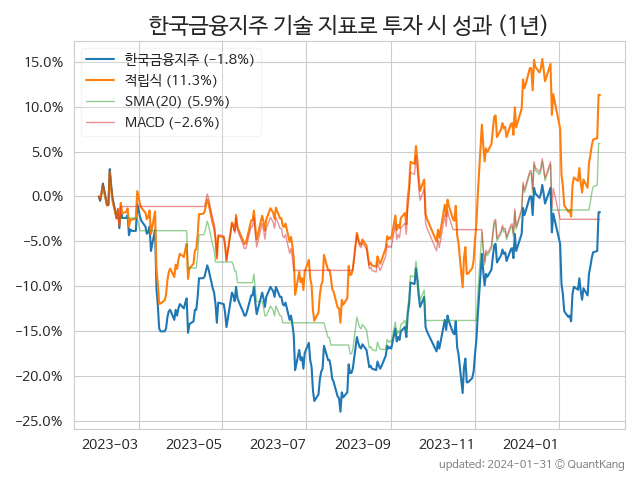 한국금융지주 기술 지표로 투자 시 성과 (1년)
한국금융지주 (−1.8%)
적립식 (11.3%)
SMA(20) (5.9%)
MACD (−2.6%)
15.0%
10.0%
5.0%
0.0%
−5.0%
−10.0%
−15.0%
−20.0%
−25.0%
2023-03 2023-05 2023-07 2023-09 2023-11 2024-01
updated: 2024-01-31 © QuantKang